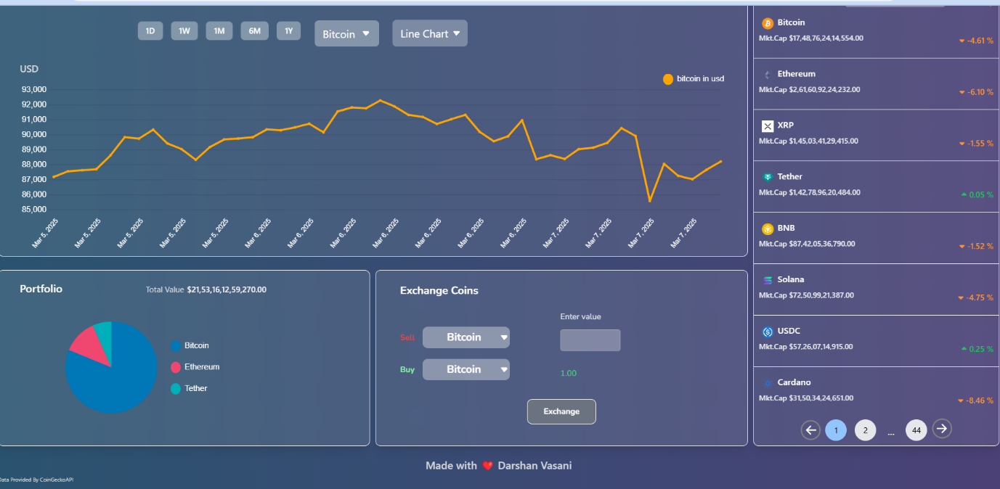 1D 1W 1M 6M 1Y Bitcoin Line Chart
USD
bitcoin in usd
93,000
92,000
91,000
90,000
89,000
88,000
87,000
86,000
85,000
Mar 5, 2025 Mar 5, 2025 Mar 5, 2025 Mar 5, 2025 Mar 5, 2025 Mar 6, 2025 Mar 6, 2025 Mar 6, 2025 Mar 6, 2025 Mar 6, 2025 Mar 6, 2025 Mar 6, 2025 Mar 7, 2025 Mar 7, 2025 Mar 7, 2025 Mar 7, 2025
Bitcoin
Mkt.Cap $17,48,76,24,14,554.00
-4.61 %
Ethereum
Mkt.Cap $2,61,60,92,24,232.00
-6.10 %
XRP
Mkt.Cap $1,45,03,41,29,415.00
-1.55 %
Tether
Mkt.Cap $1,42,78,96,20,484.00
0.05 %
BNB
Mkt.Cap $87,42,05,36,790.00
-1.52 %
Solana
Mkt.Cap $72,50,99,21,387.00
-4.75 %
USDC
Mkt.Cap $57,26,07,14,915.00
0.25 %
Cardano
Mkt.Cap $31,50,34,24,651.00
-8.46 %
1 2 ... 44
Portfolio
Total Value $21,53,16,12,59,270.00
Bitcoin
Ethereum
Tether
Exchange Coins
Enter value
Sell Bitcoin
Buy Bitcoin
1.00
Exchange
Made with ❤️ Darshan Vasani
Data Provided By CoinGeckoAPI